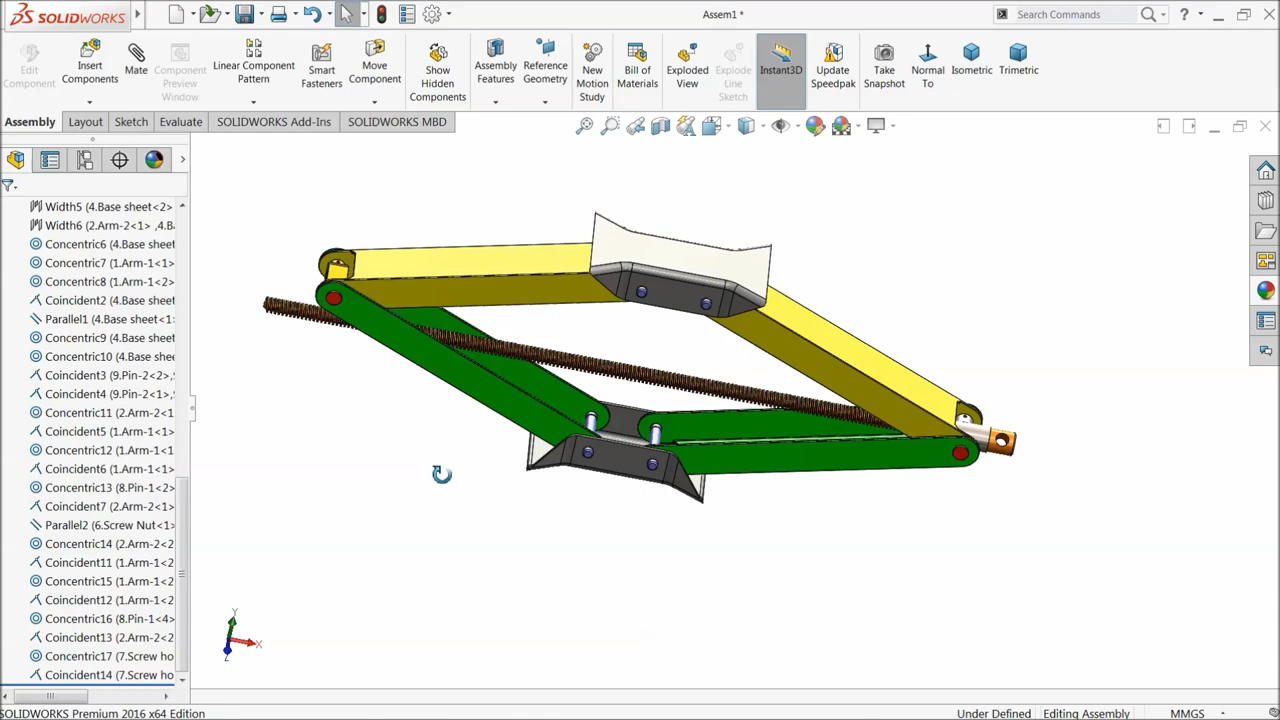 SOLIDWORKS
Assem1 *
Search Commands
Edit Component
Insert Components
Mate
Component Preview Window
Linear Component Pattern
Smart Fasteners
Move Component
Show Hidden Components
Assembly Features
Reference Geometry
New Motion Study
Bill of Materials
Exploded View
Explode Line Sketch
Instant3D
Update Speedpak
Take Snapshot
Normal To
Isometric
Trimetric
Assembly
Layout
Sketch
Evaluate
SOLIDWORKS Add-Ins
SOLIDWORKS MBD
Width5 (4.Base sheet<2>
Width6 (2.Arm-2<1> ,4.B
Concentric6 (4.Base sheet
Concentric7 (1.Arm-1<1>
Concentric8 (1.Arm-1<2>
Coincident2 (4.Base sheet
Parallel1 (4.Base sheet<1>
Concentric9 (4.Base sheet
Concentric10 (4.Base shee
Coincident3 (9.Pin-2<2>,
Coincident4 (9.Pin-2<1>,
Concentric11 (2.Arm-2<1
Coincident5 (2.Arm-2<1>
Concentric12 (1.Arm-1<1
Coincident6 (1.Arm-1<1>
Concentric13 (8.Pin-1<2>
Coincident7 (2.Arm-2<1>
Parallel2 (6.Screw Nut<1>
Concentric14 (2.Arm-2<2
Coincident11 (1.Arm-1<2
Concentric15 (1.Arm-1<2
Coincident12 (1.Arm-1<2
Concentric16 (8.Pin-1<4>
Coincident13 (2.Arm-2<2
Concentric17 (7.Screw ho
Coincident14 (7.Screw ho
Y
X
Z
SOLIDWORKS Premium 2016 x64 Edition
Under Defined
Editing Assembly
MMGS